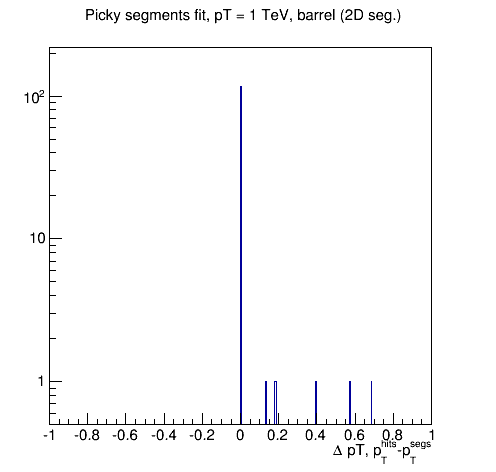 Picky segments fit, pT = 1 TeV, barrel (2D seg.)
10²
10
1
-1 -0.8 -0.6 -0.4 -0.2 0 0.2 0.4 0.6 0.8 1
Δ pT, p_T^hits-p_T^segs